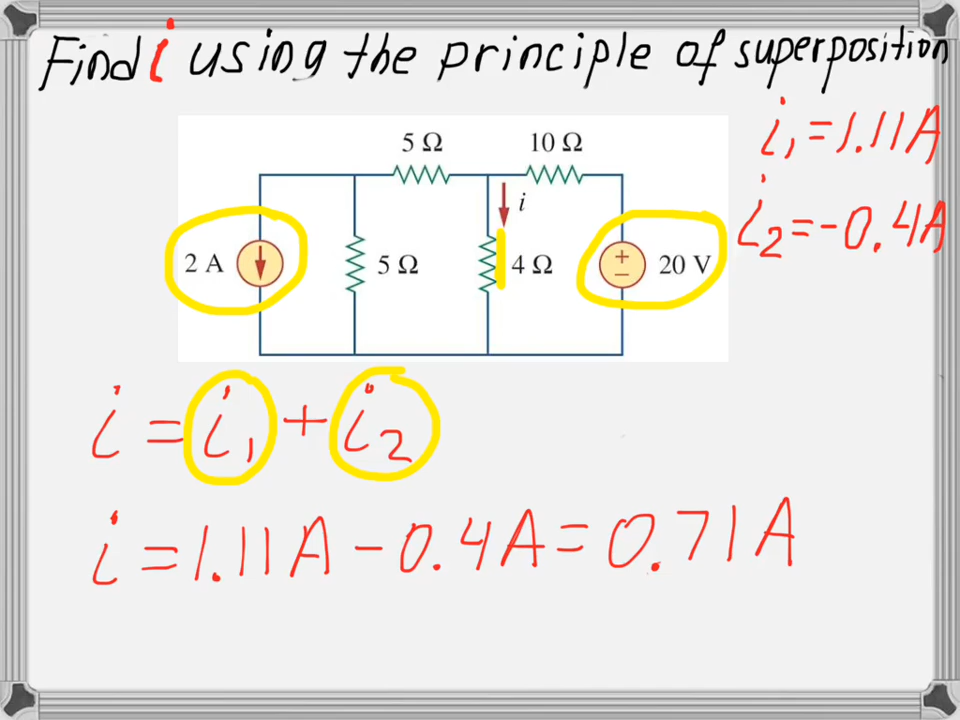 Find i using the principle of superposition
i₁=1.11A
i₂=-0.4A
5 Ω 10 Ω
i
2 A 5 Ω 4 Ω + − 20 V
i=i₁+i₂
i=1.11A-0.4A=0.71A